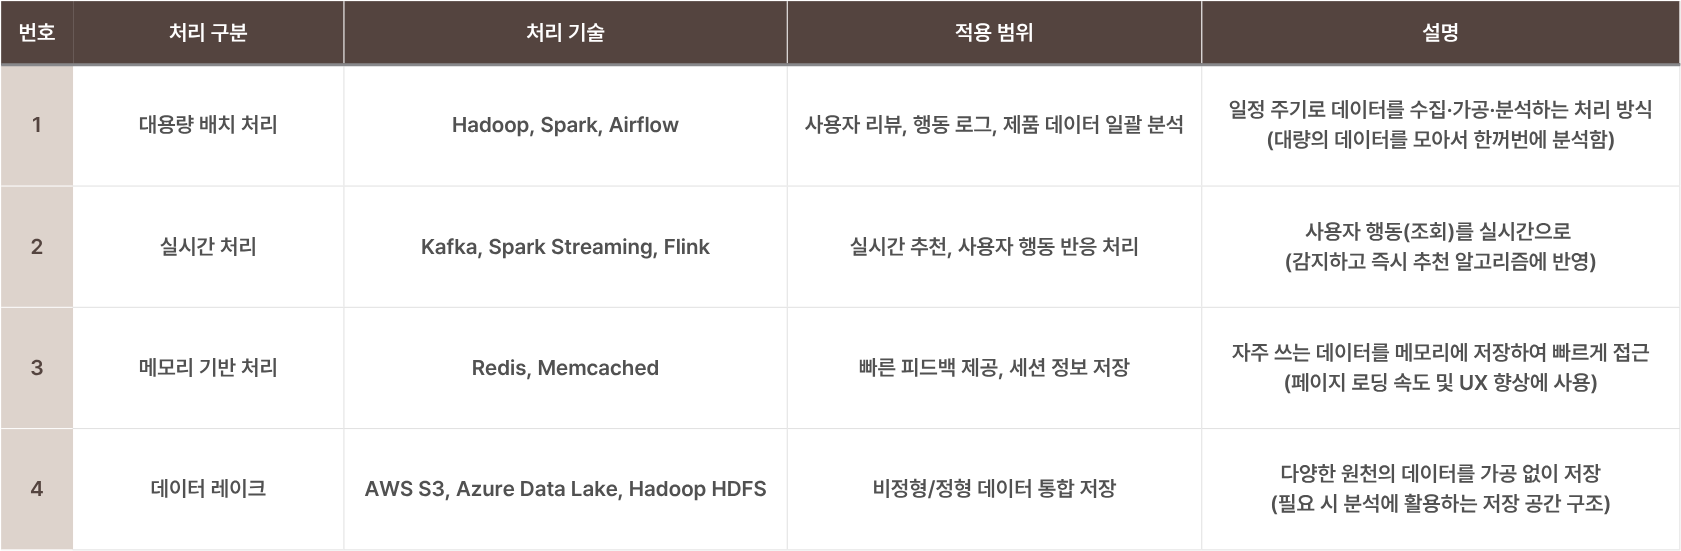 번호 처리 구분 처리 기술 적용 범위 설명
1 대용량 배치 처리 Hadoop, Spark, Airflow 사용자 리뷰, 행동 로그, 제품 데이터 일괄 분석 일정 주기로 데이터를 수집·가공·분석하는 처리 방식
(대량의 데이터를 모아서 한꺼번에 분석함)
2 실시간 처리 Kafka, Spark Streaming, Flink 실시간 추천, 사용자 행동 반응 처리 사용자 행동(조회)를 실시간으로
(감지하고 즉시 추천 알고리즘에 반영)
3 메모리 기반 처리 Redis, Memcached 빠른 피드백 제공, 세션 정보 저장 자주 쓰는 데이터를 메모리에 저장하여 빠르게 접근
(페이지 로딩 속도 및 UX 향상에 사용)
4 데이터 레이크 AWS S3, Azure Data Lake, Hadoop HDFS 비정형/정형 데이터 통합 저장 다양한 원천의 데이터를 가공 없이 저장
(필요 시 분석에 활용하는 저장 공간 구조)